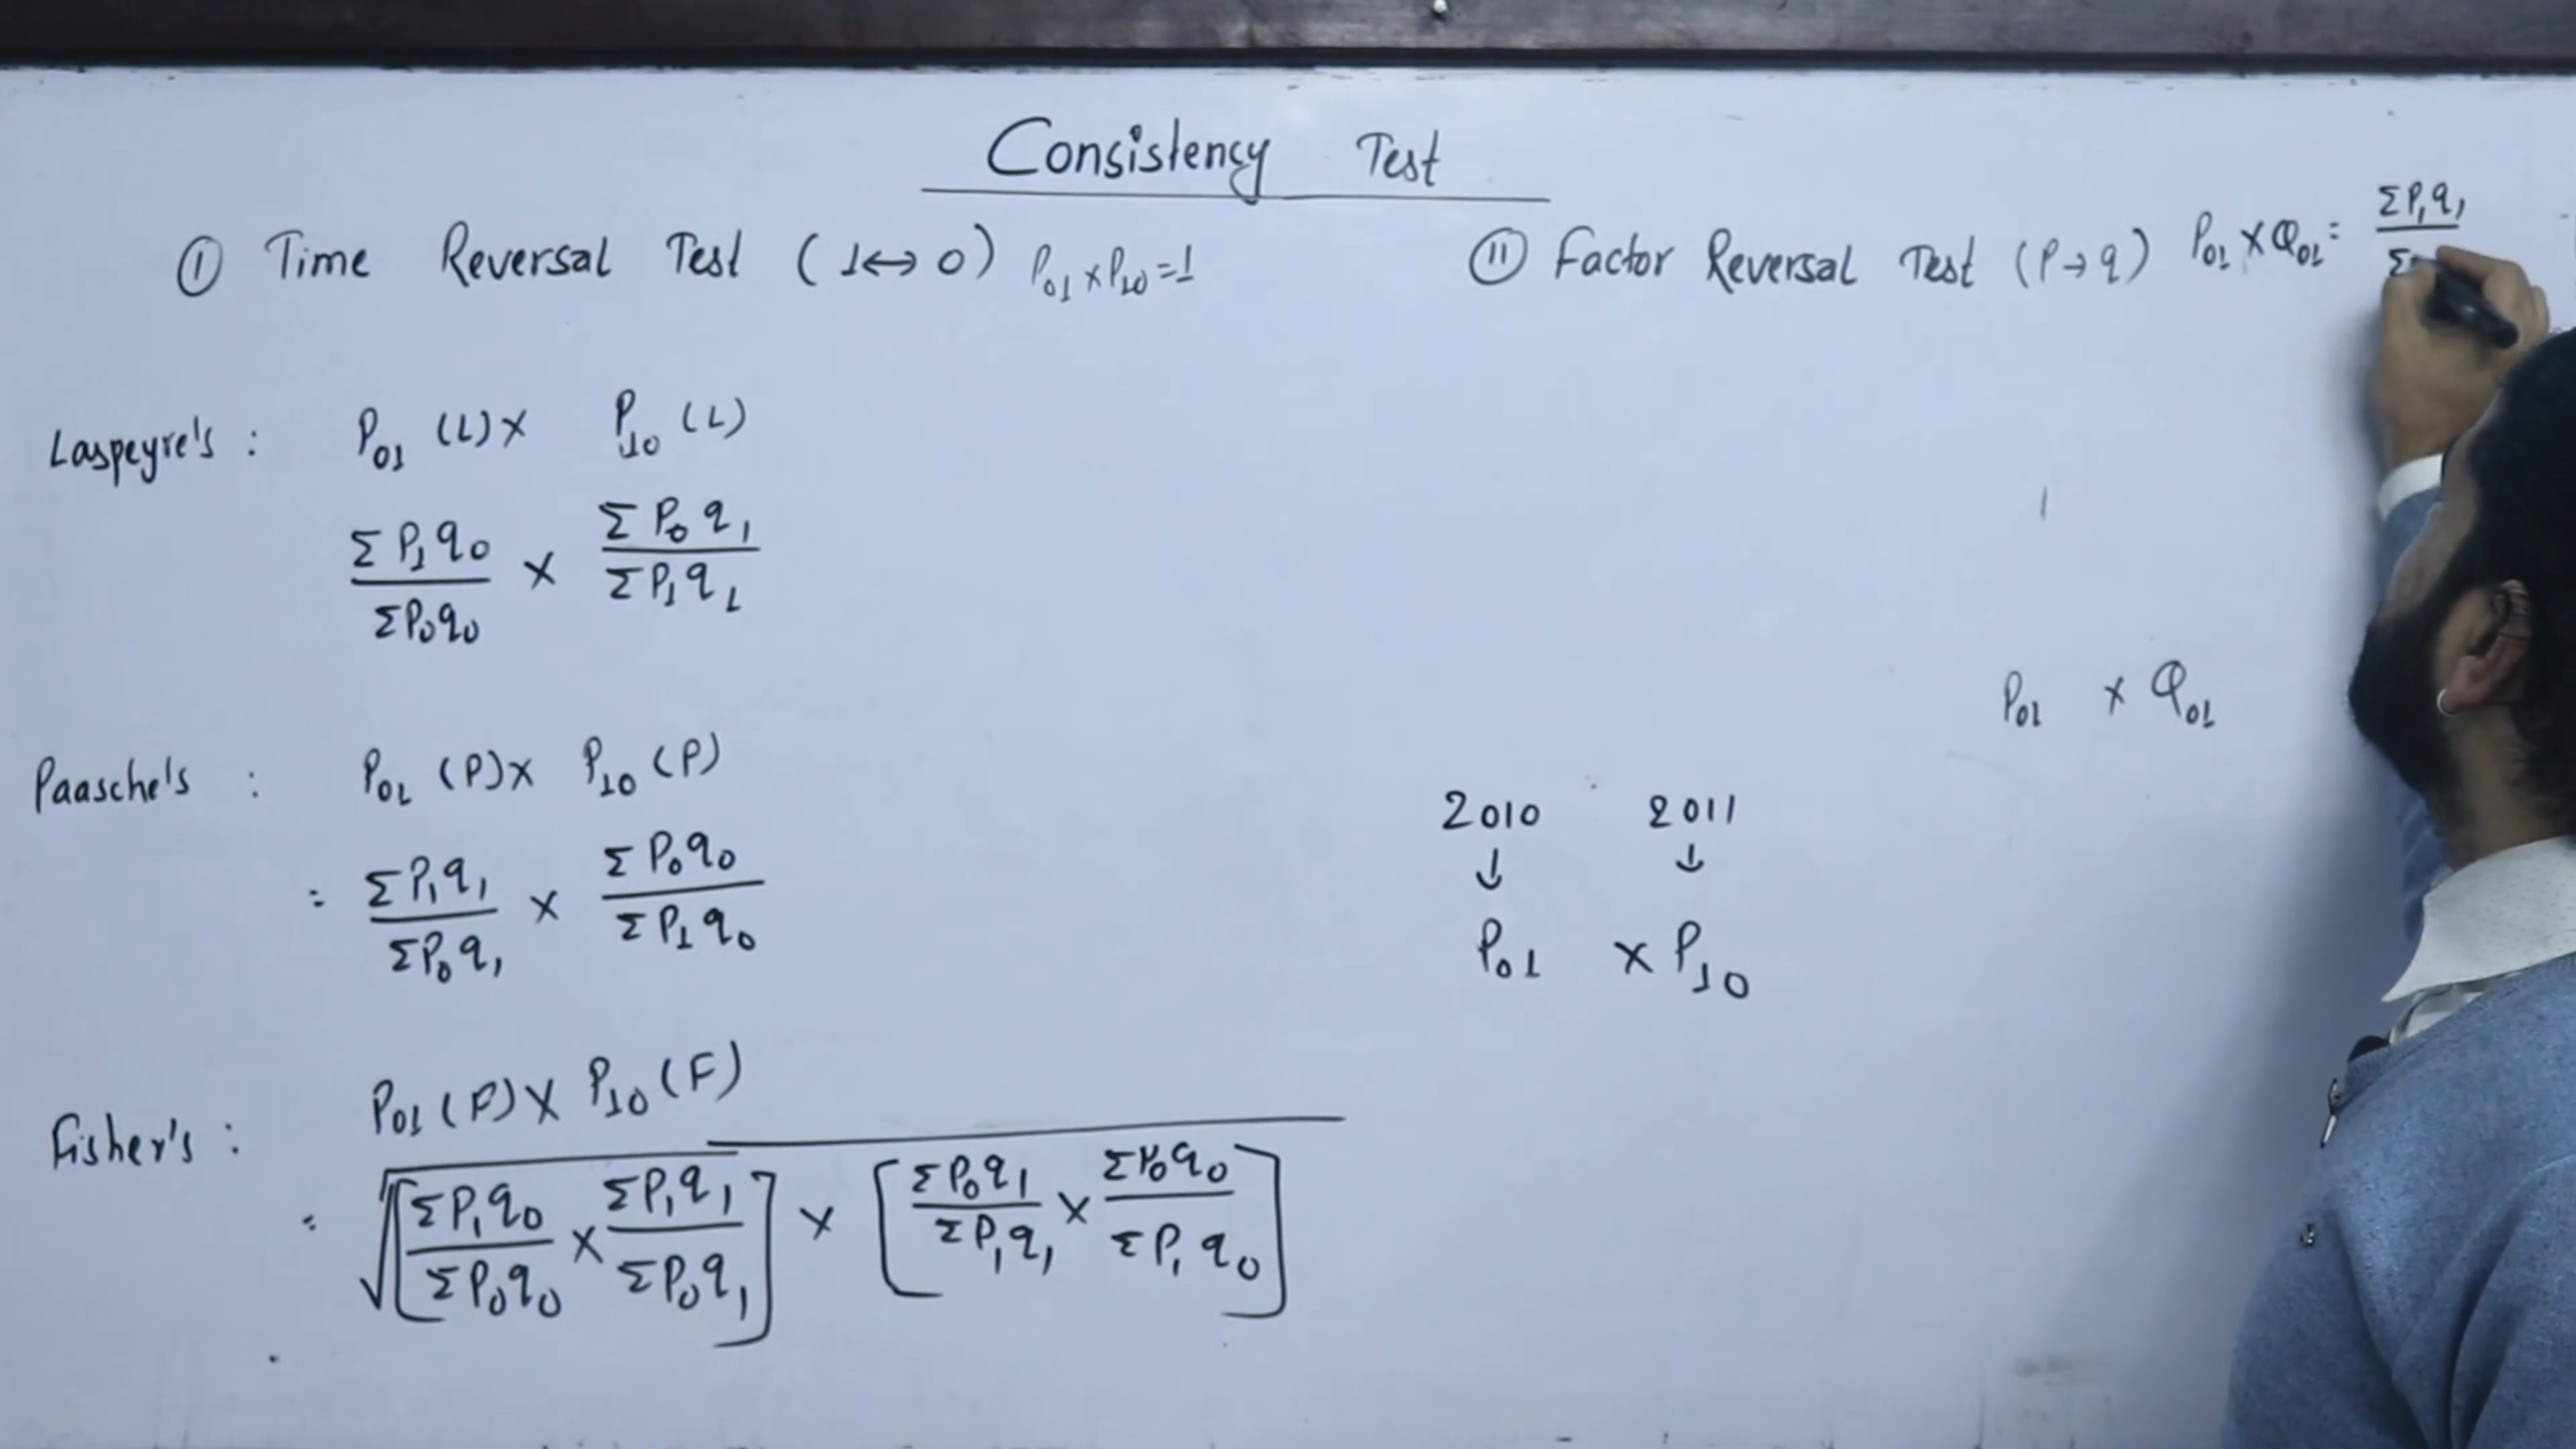 Consistency Test
① Time Reversal Test (1↔0) P₀₁ × P₁₀ = 1
② Factor Reversal Test (P→q) P₀₁ × Q₀₁ = ΣP₁q₁ / Σ
Laspeyre's : P₀₁ (L) × P₁₀ (L)
ΣP₁q₀ / ΣP₀q₀ × ΣP₀q₁ / ΣP₁q₁
Paasche's : P₀₁ (P) × P₁₀ (P)
= ΣP₁q₁ / ΣP₀q₁ × ΣP₀q₀ / ΣP₁q₀
Fisher's : P₀₁ (F) × P₁₀ (F)
= √[ΣP₁q₀ / ΣP₀q₀ × ΣP₁q₁ / ΣP₀q₁] × [ΣP₀q₁ / ΣP₁q₁ × ΣP₀q₀ / ΣP₁q₀]
P₀₁ × Q₀₁
2010 2011
↓ ↓
P₀₁ × P₁₀